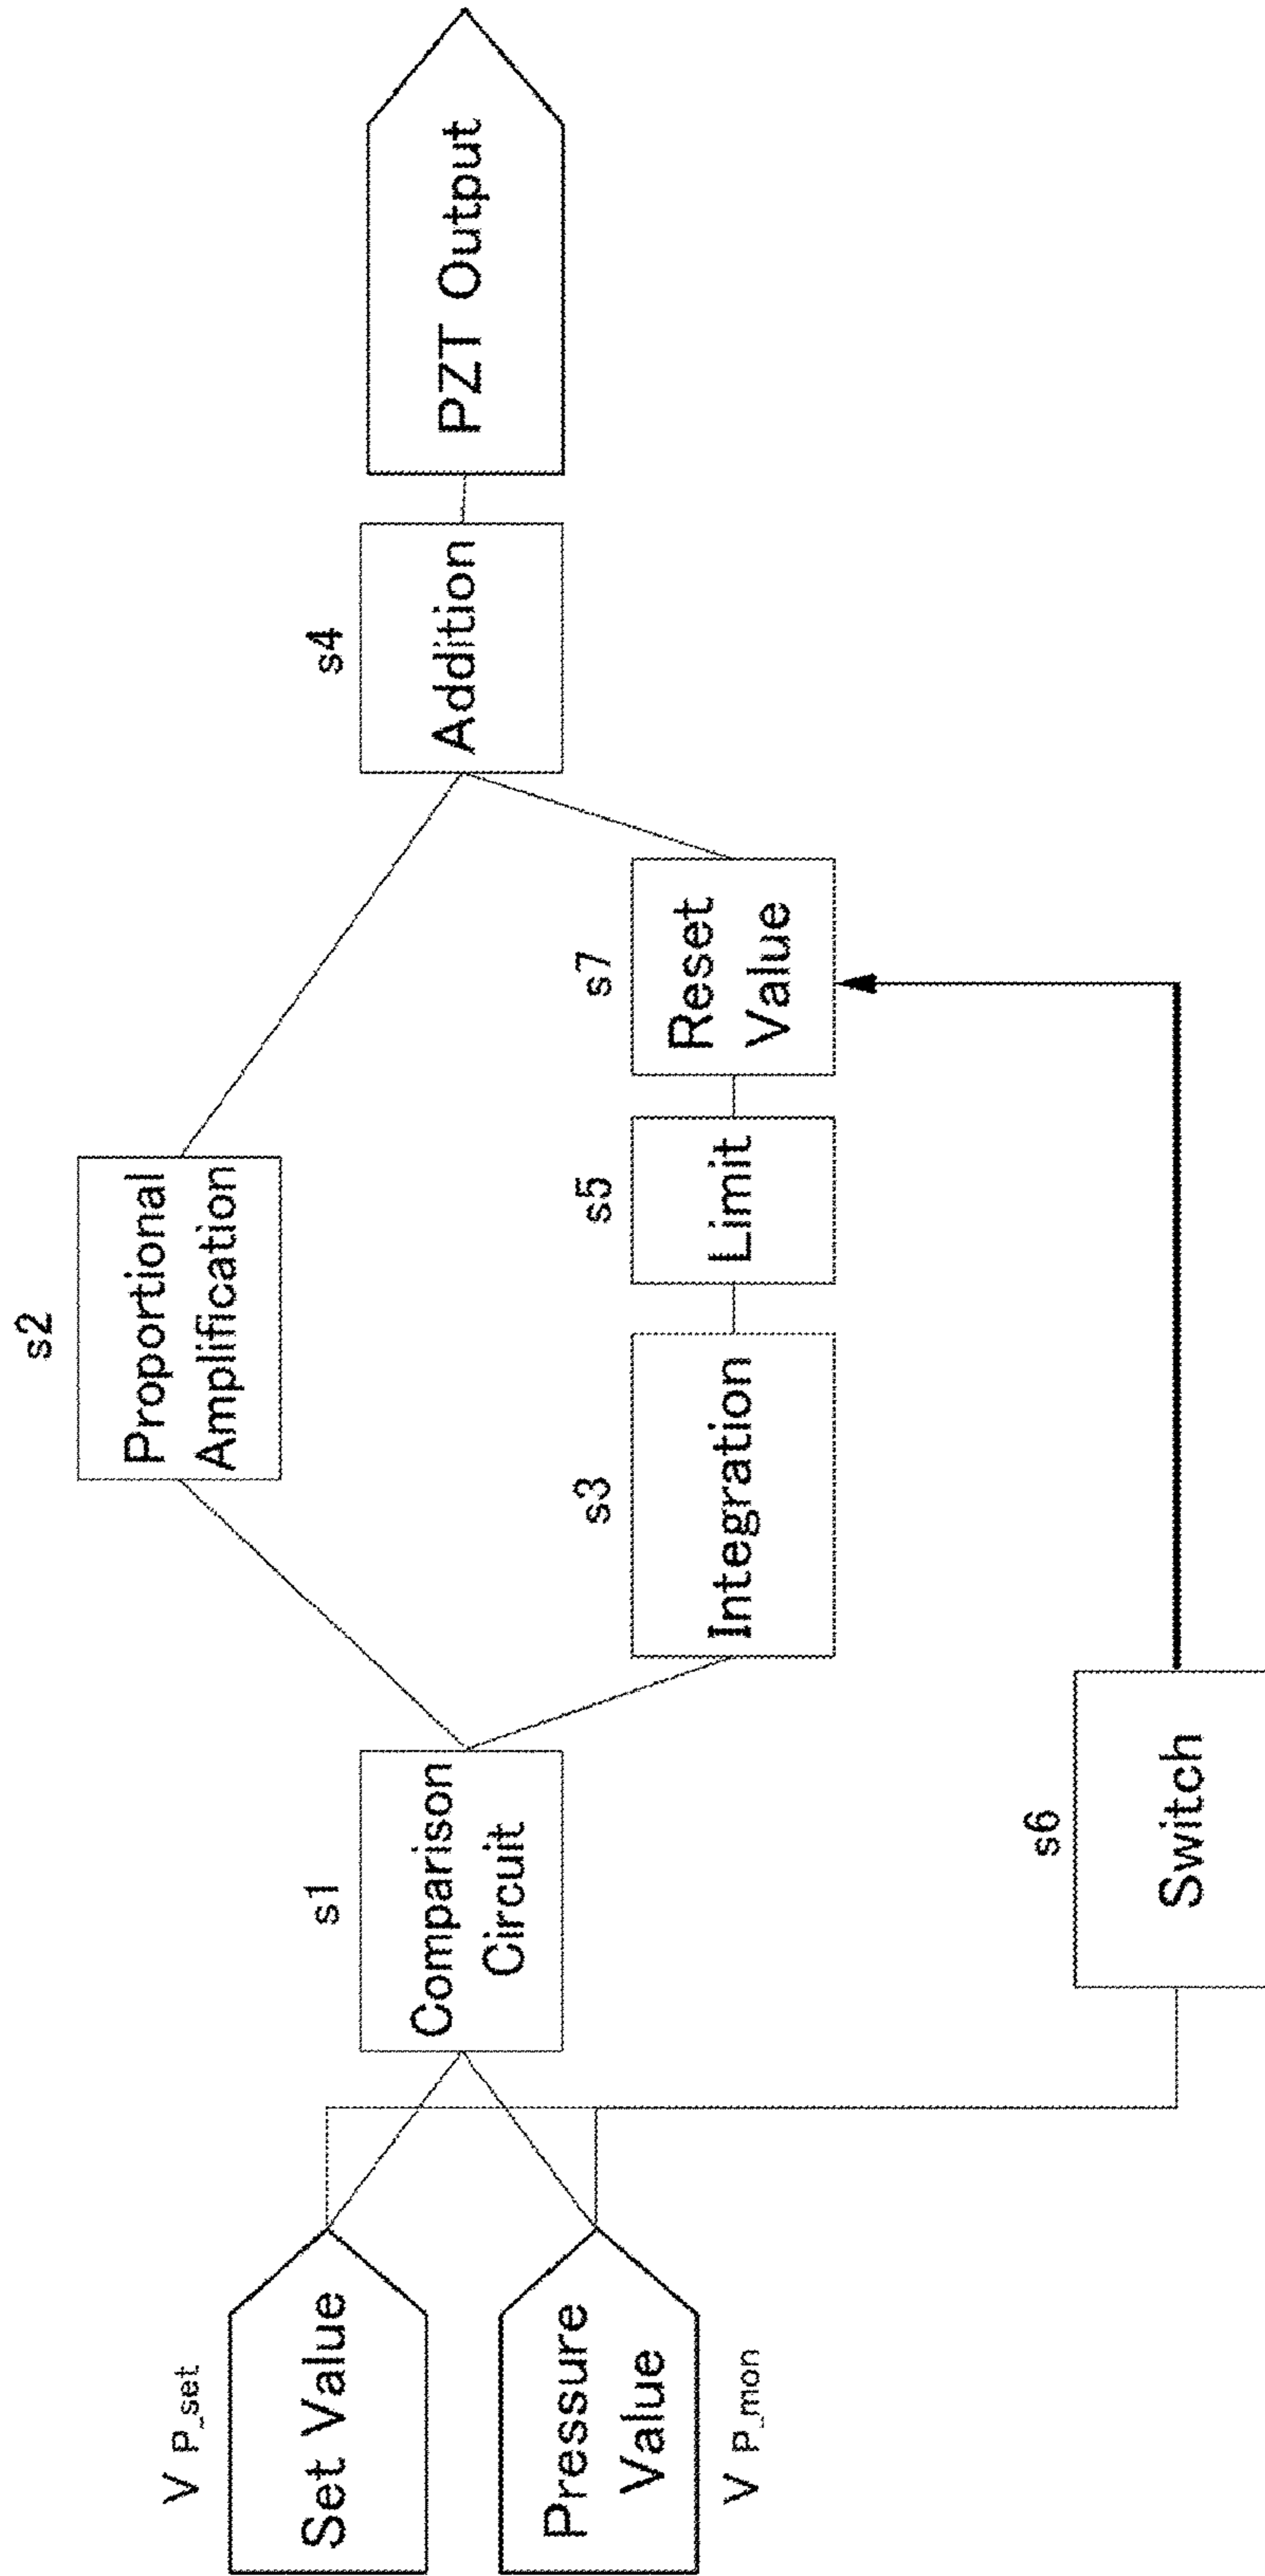 V P_set
Set Value
Pressure
Value
V P_mon
s1
Comparison
Circuit
s2
Proportional
Amplification
s3
Integration
s5
Limit
s7
Reset
Value
s4
Addition
PZT Output
s6
Switch